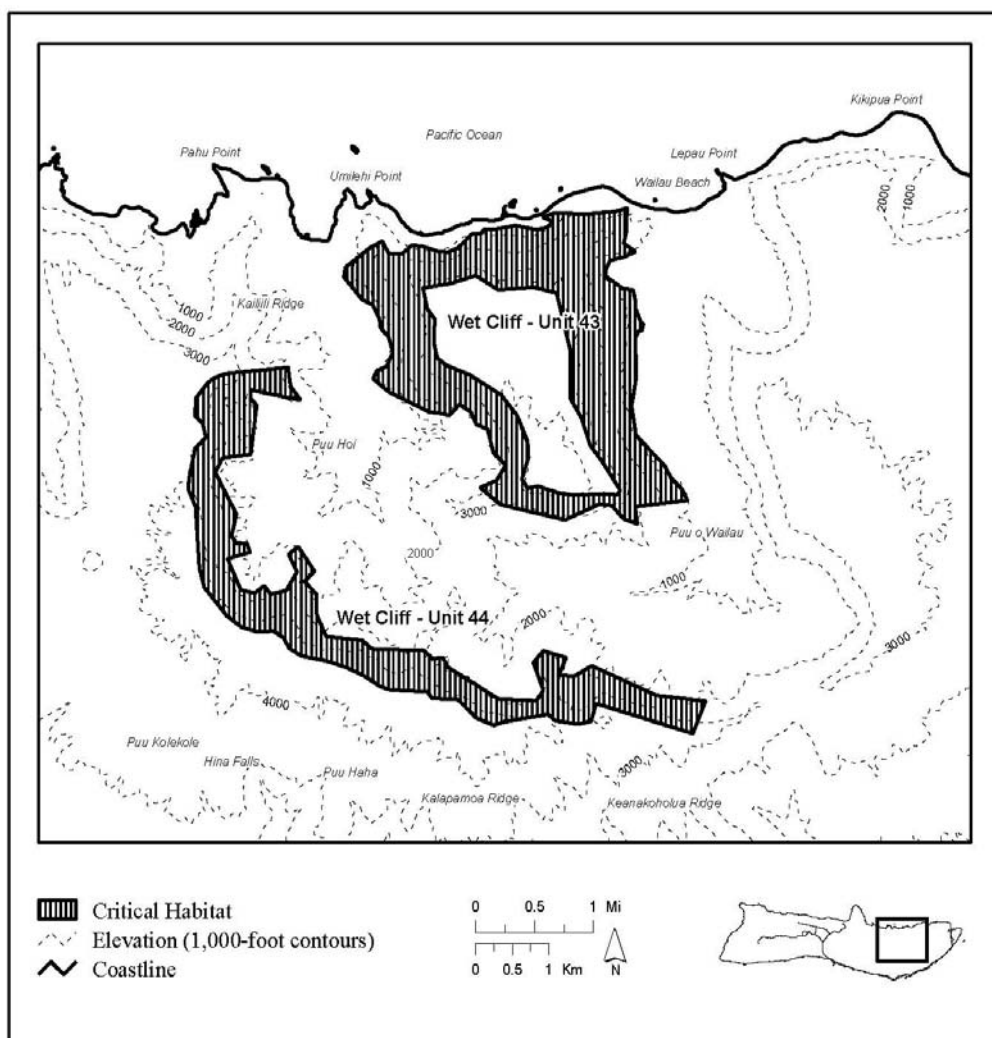 Kikipua Point
Pacific Ocean
Pahu Point
Lepau Point
Umilehi Point
Wailau Beach
2000
1000
Kailiili Ridge
1000
2000
3000
Wet Cliff - Unit 43
Puu Hoi
1000
3000
Puu o Wailau
2000
1000
Wet Cliff - Unit 44
2000
3000
4000
Puu Kolekole
Hina Falls
Puu Haha
3000
Kalapamoa Ridge
Keanakoholua Ridge
Critical Habitat
Elevation (1,000-foot contours)
Coastline
0 0.5 1 Mi
0 0.5 1 Km
N